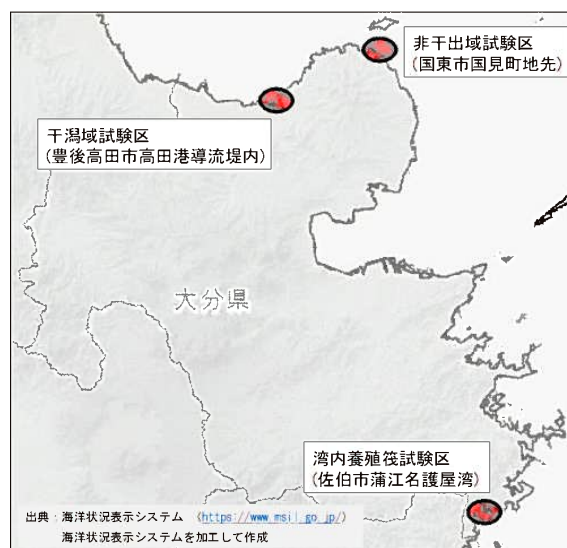 非干出域試験区
(国東市国見町地先)
干潟域試験区
(豊後高田市高田港導流堤内)
大分県
湾内養殖筏試験区
(佐伯市蒲江名護屋湾)
出典：海洋状況表示システム （https://www.msil.go.jp/）
海洋状況表示システムを加工して作成